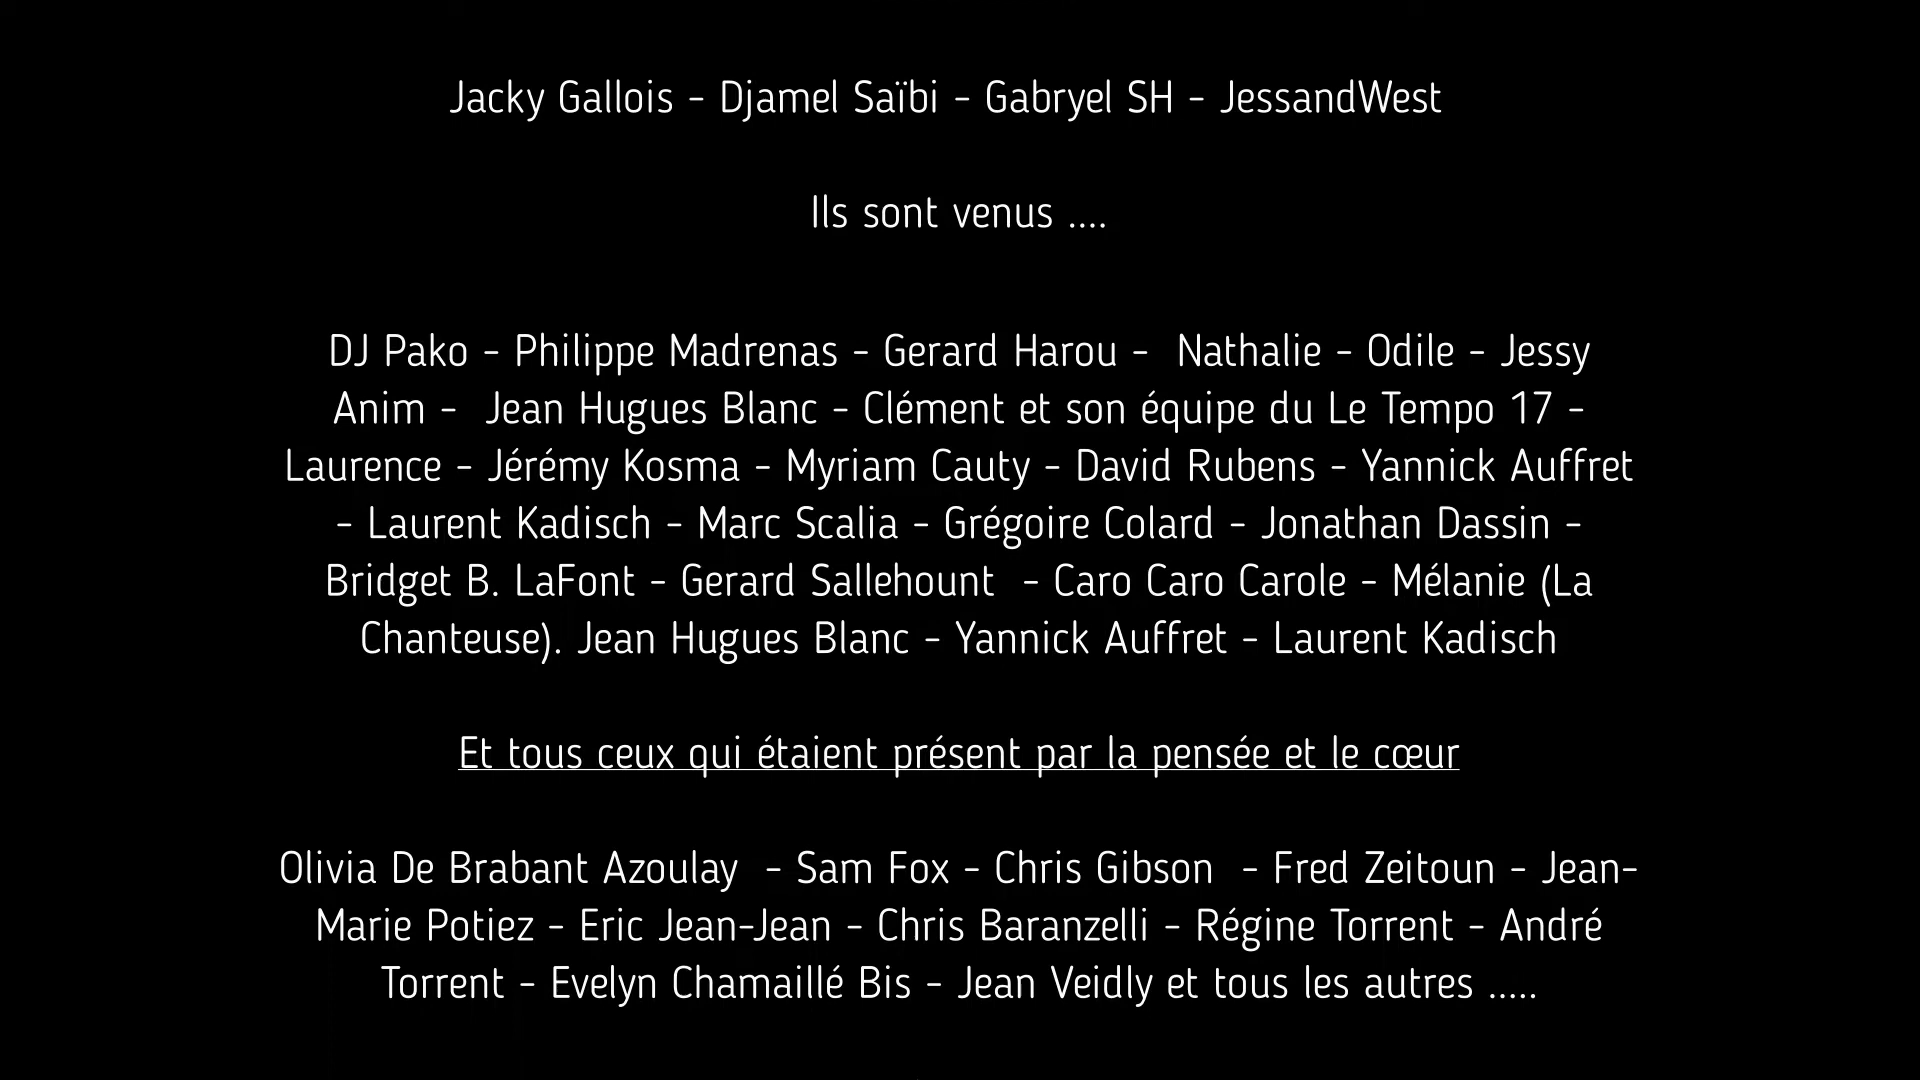 Jacky Gallois - Djamel Saïbi - Gabryel SH - JessandWest
Ils sont venus ....
DJ Pako - Philippe Madrenas - Gerard Harou -  Nathalie - Odile - Jessy
Anim -  Jean Hugues Blanc - Clément et son équipe du Le Tempo 17 -
Laurence - Jérémy Kosma - Myriam Cauty - David Rubens - Yannick Auffret
- Laurent Kadisch - Marc Scalia - Grégoire Colard - Jonathan Dassin -
Bridget B. LaFont - Gerard Sallehount  - Caro Caro Carole - Mélanie (La
Chanteuse). Jean Hugues Blanc - Yannick Auffret - Laurent Kadisch
Et tous ceux qui étaient présent par la pensée et le cœur
Olivia De Brabant Azoulay  - Sam Fox - Chris Gibson  - Fred Zeitoun - Jean-
Marie Potiez - Eric Jean-Jean - Chris Baranzelli - Régine Torrent - André
Torrent - Evelyn Chamaillé Bis - Jean Veidly et tous les autres .....